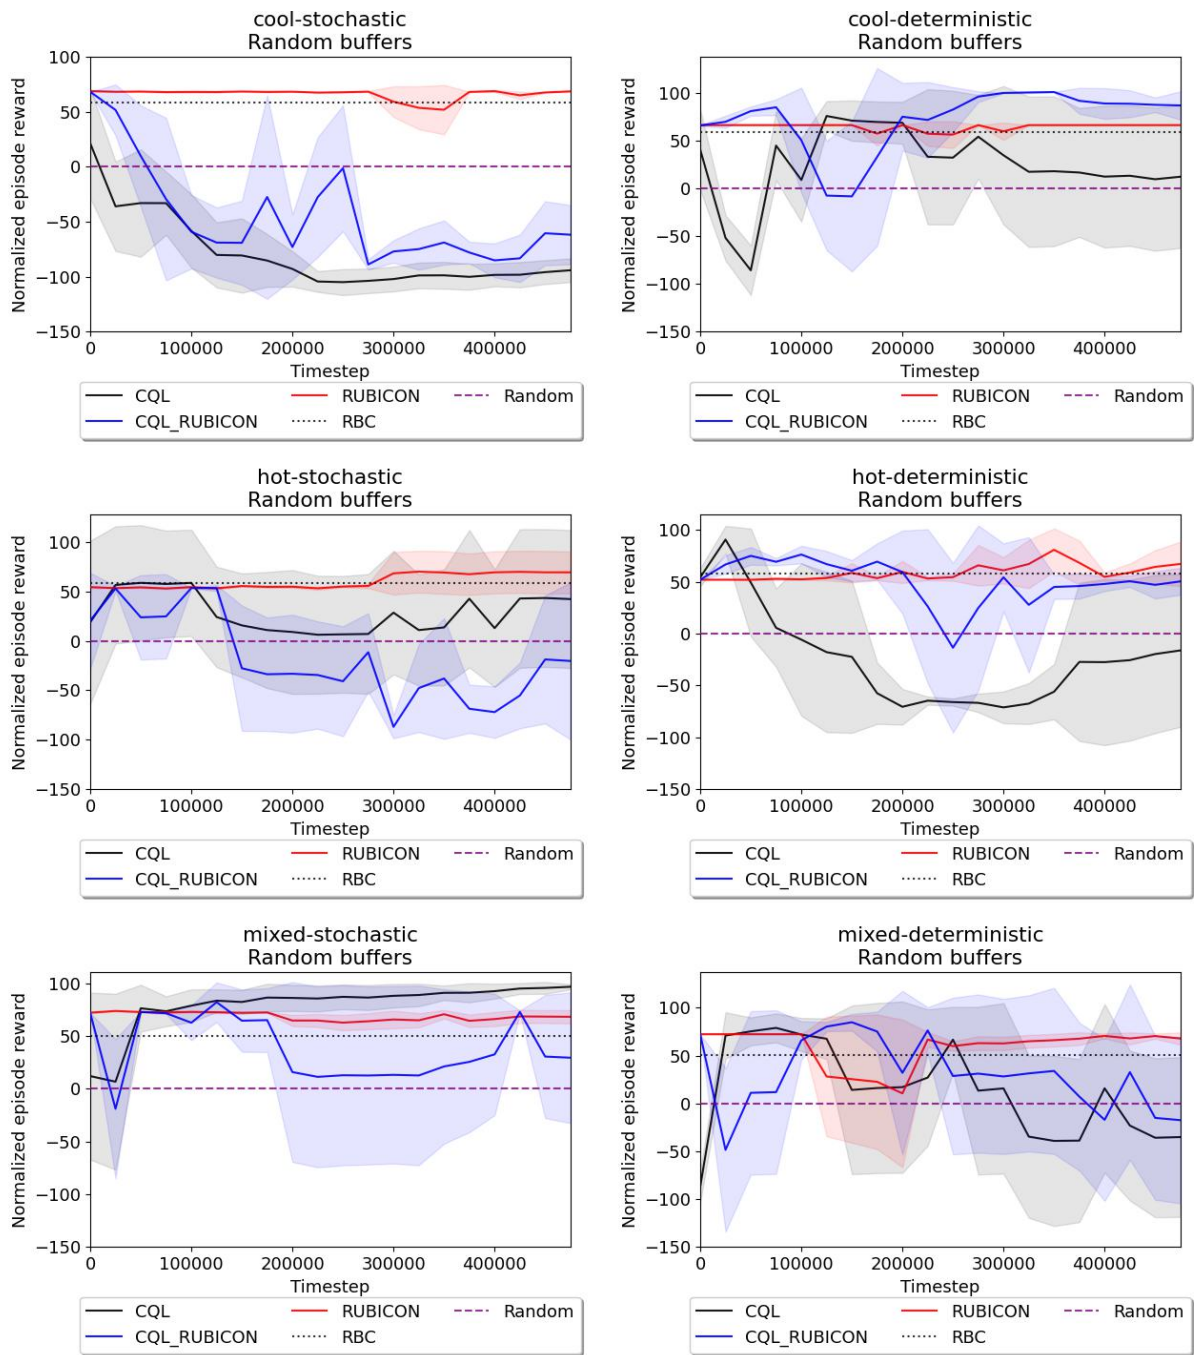 cool-stochastic
Random buffers
Normalized episode reward
100
50
0
−50
−100
−150
0 100000 200000 300000 400000
Timestep
CQL RUBICON Random
CQL_RUBICON RBC
cool-deterministic
Random buffers
Normalized episode reward
100
50
0
−50
−100
−150
0 100000 200000 300000 400000
Timestep
CQL RUBICON Random
CQL_RUBICON RBC
hot-stochastic
Random buffers
Normalized episode reward
100
50
0
−50
−100
−150
0 100000 200000 300000 400000
Timestep
CQL RUBICON Random
CQL_RUBICON RBC
hot-deterministic
Random buffers
Normalized episode reward
100
50
0
−50
−100
−150
0 100000 200000 300000 400000
Timestep
CQL RUBICON Random
CQL_RUBICON RBC
mixed-stochastic
Random buffers
Normalized episode reward
100
50
0
−50
−100
−150
0 100000 200000 300000 400000
Timestep
CQL RUBICON Random
CQL_RUBICON RBC
mixed-deterministic
Random buffers
Normalized episode reward
100
50
0
−50
−100
−150
0 100000 200000 300000 400000
Timestep
CQL RUBICON Random
CQL_RUBICON RBC